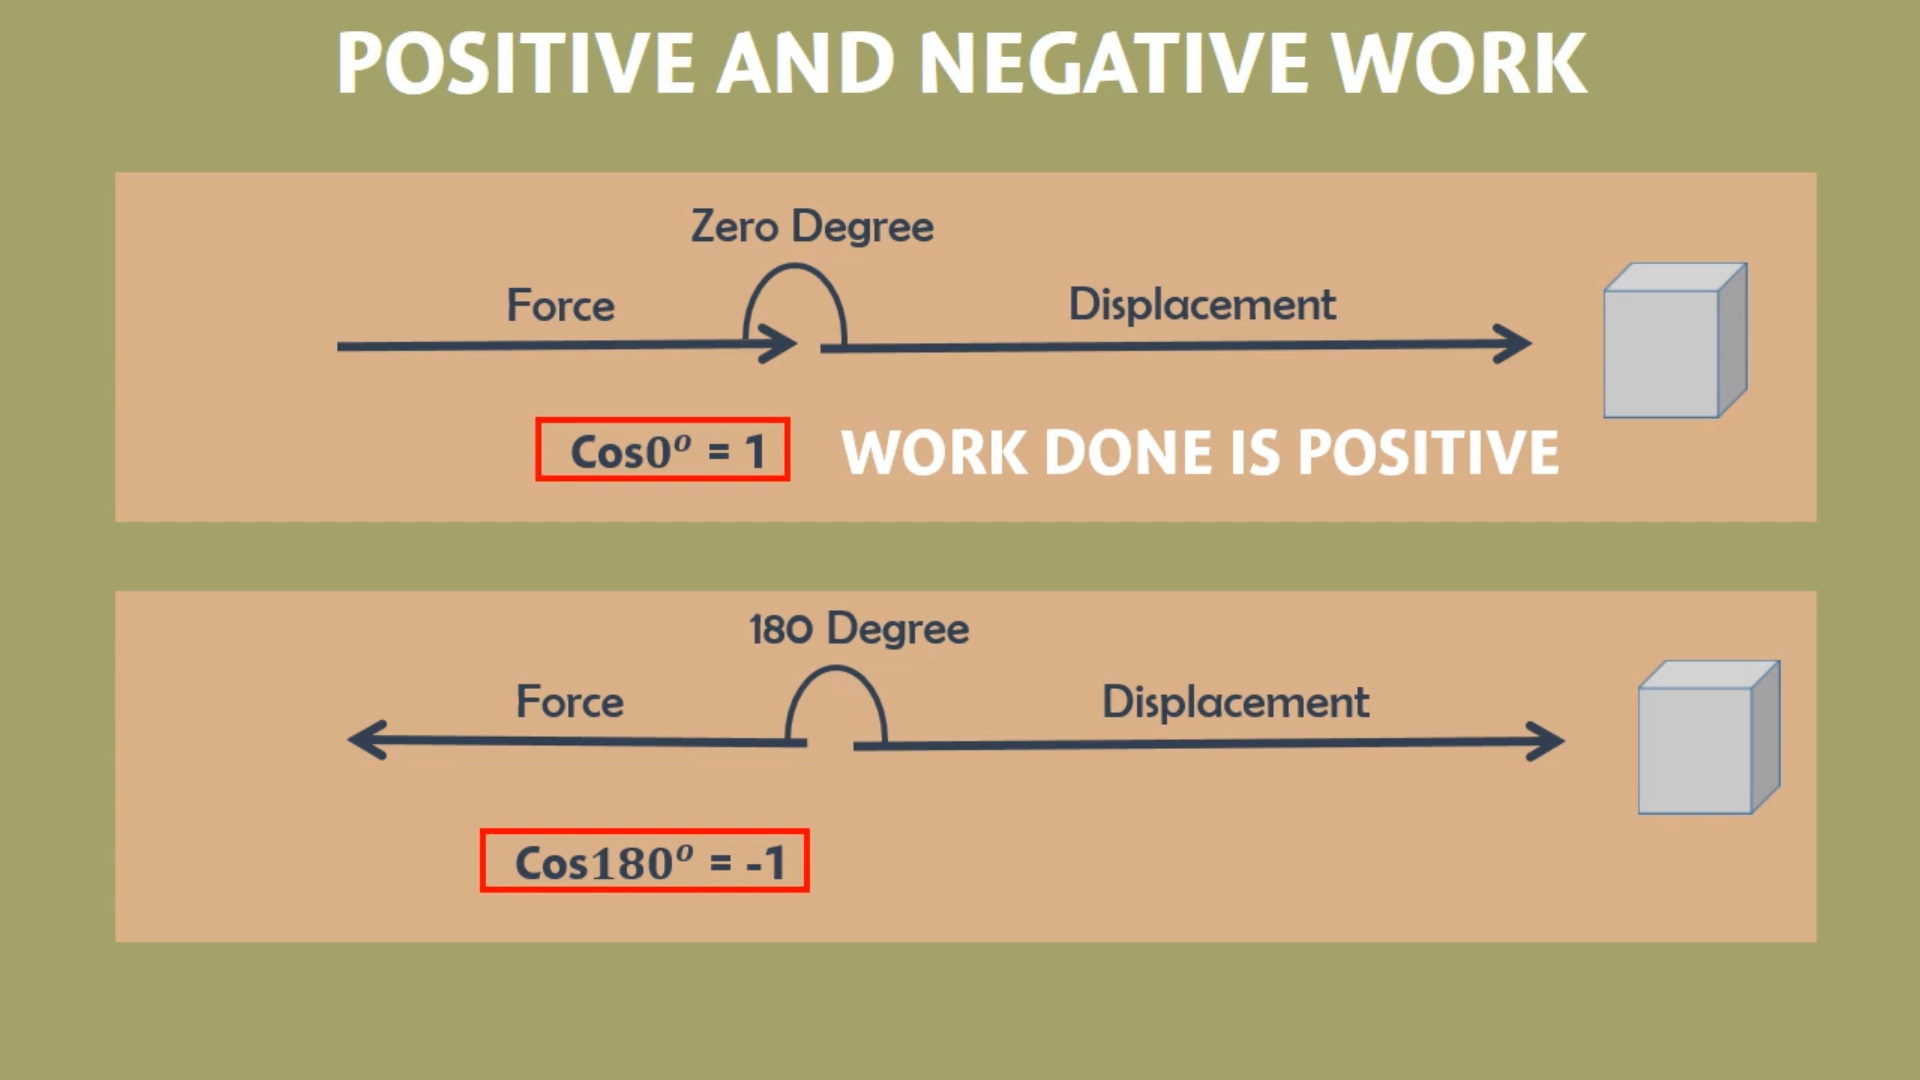 POSITIVE AND NEGATIVE WORK
Zero Degree
Force
Displacement
Cos0° = 1
WORK DONE IS POSITIVE
180 Degree
Force
Displacement
Cos180° = -1